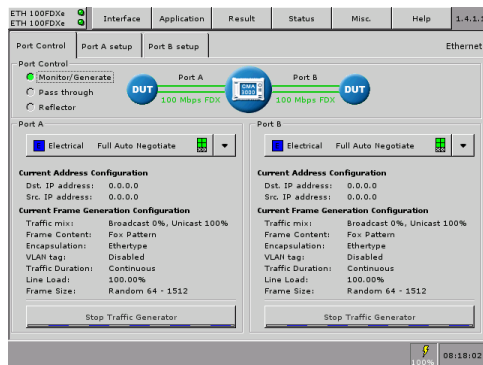 ETH 100FDXe
ETH 100FDXe
Interface
Application
Result
Status
Misc.
Help
1.4.1.1
Port Control
Port A setup
Port B setup
Ethernet
Port Control
Monitor/Generate
Pass through
Reflector
DUT
Port A
100 Mbps FDX
CMA
3000
Port B
100 Mbps FDX
DUT
Port A
Electrical Full Auto Negotiate
Current Address Configuration
Dst. IP address: 0.0.0.0
Src. IP address: 0.0.0.0
Current Frame Generation Configuration
Traffic mix: Broadcast 0%, Unicast 100%
Frame Content: Fox Pattern
Encapsulation: Ethertype
VLAN tag: Disabled
Traffic Duration: Continuous
Line Load: 100.00%
Frame Size: Random 64 - 1512
Stop Traffic Generator
Port B
Electrical Full Auto Negotiate
Current Address Configuration
Dst. IP address: 0.0.0.0
Src. IP address: 0.0.0.0
Current Frame Generation Configuration
Traffic mix: Broadcast 0%, Unicast 100%
Frame Content: Fox Pattern
Encapsulation: Ethertype
VLAN tag: Disabled
Traffic Duration: Continuous
Line Load: 100.00%
Frame Size: Random 64 - 1512
Stop Traffic Generator
100%
08:18:02